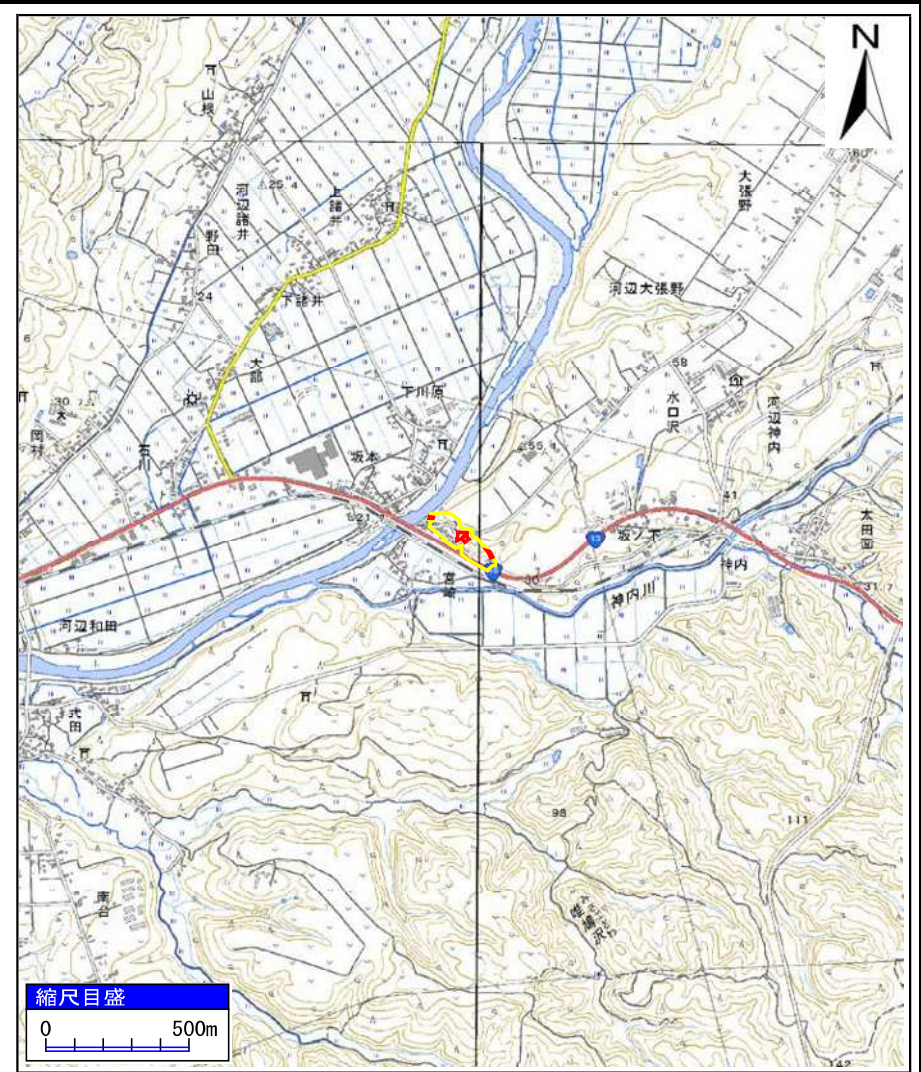 N
山根
60
大張野
25.4
河辺諸井
上諸井
野田
24
下諸井
河辺大張野
大部
58
30
下川原
水口沢
河辺神内
岡村
石川
坂本
55
41
21
13
坂ノ下
太田面
30
神内
宮崎
神内川
31.7
河辺和田
式田
98
111
南台
縮尺目盛
0 500m
142